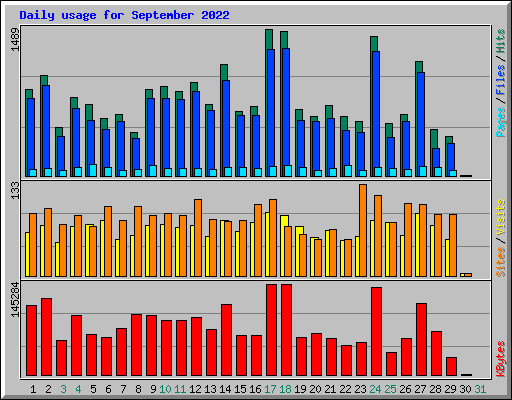 Daily usage for September 2022
1489
Pages / Files / Hits
133
Sites / Visits
145284
KBytes
1 2 3 4 5 6 7 8 9 10 11 12 13 14 15 16 17 18 19 20 21 22 23 24 25 26 27 28 29 30 31